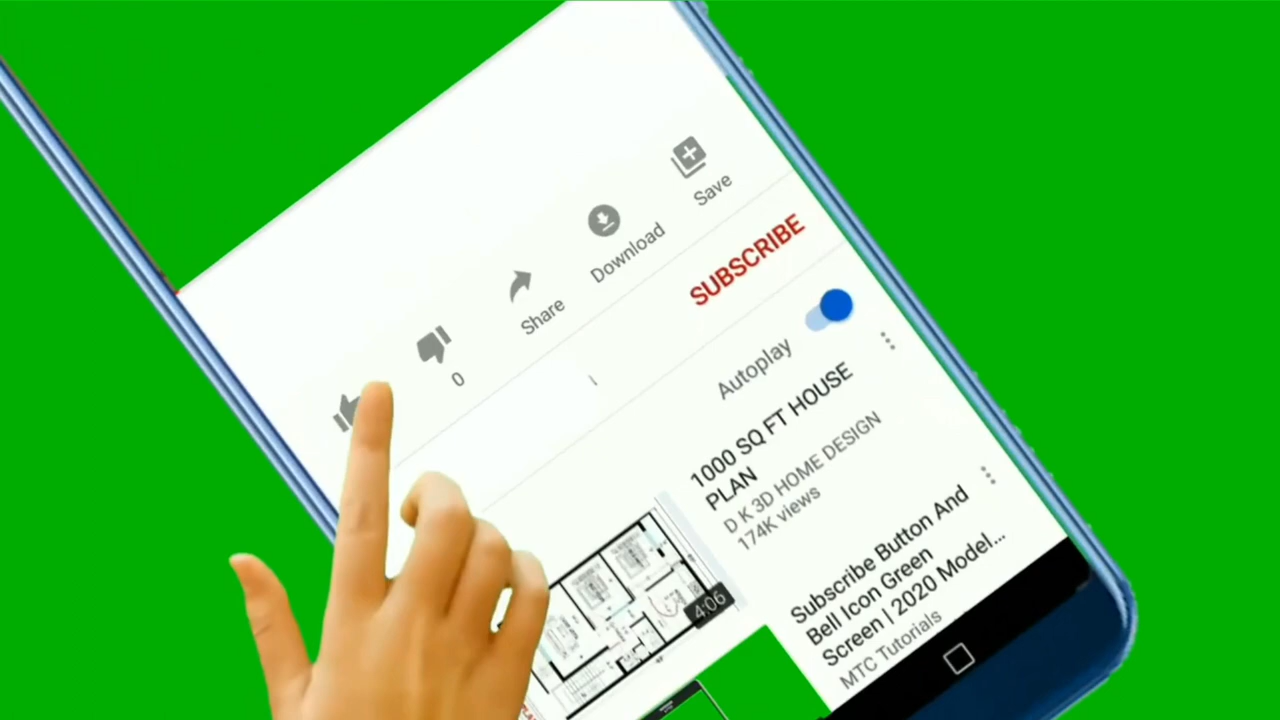 0
Share
Download
Save
SUBSCRIBE
Autoplay
1000 SQ FT HOUSE
PLAN
D K 3D HOME DESIGN
174K views
4:06
Subscribe Button And
Bell Icon Green
Screen | 2020 Model...
MTC Tutorials